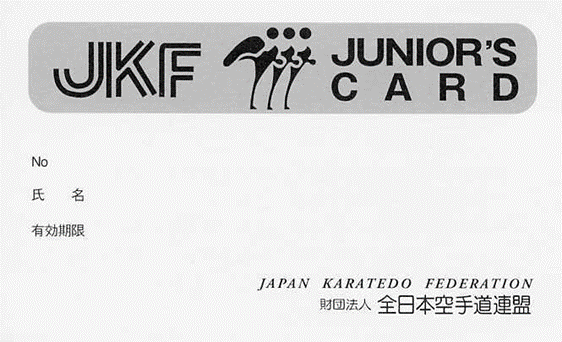 JKF JUNIOR'S
CARD
No
氏 名
有効期限
JAPAN KARATEDO FEDERATION
財団法人 全日本空手道連盟